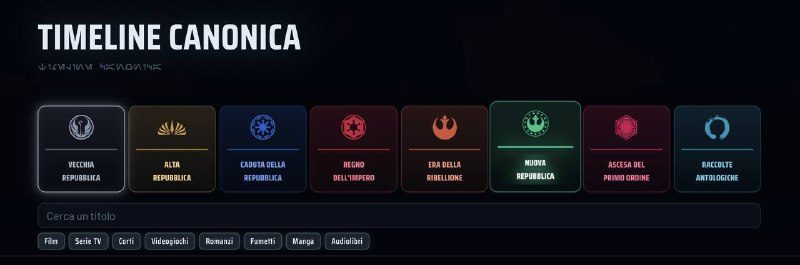 TIMELINE CANONICA
VECCHIA
REPUBBLICA
ALTA
REPUBBLICA
CADUTA DELLA
REPUBBLICA
REGNO
DELL'IMPERO
ERA DELLA
RIBELLIONE
NUOVA
REPUBBLICA
ASCESA DEL
PRIMO ORDINE
RACCOLTE
ANTOLOGICHE
Cerca un titolo
Film Serie TV Corti Videogiochi Romanzi Fumetti Manga Audiolibri